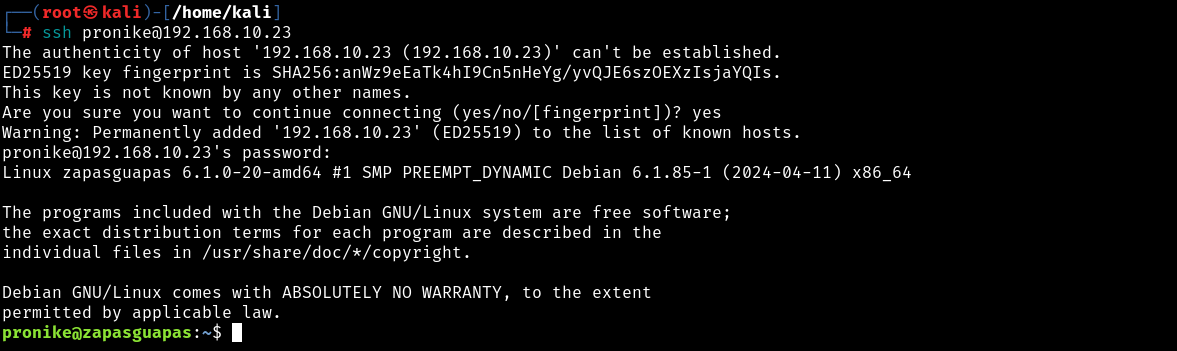 ┌──(root㉿kali)-[/home/kali]
└─# ssh pronike@192.168.10.23
The authenticity of host '192.168.10.23 (192.168.10.23)' can't be established.
ED25519 key fingerprint is SHA256:anWz9eEaTk4hI9Cn5nHeYg/yvQJE6szOEXzIsjaYQIs.
This key is not known by any other names.
Are you sure you want to continue connecting (yes/no/[fingerprint])? yes
Warning: Permanently added '192.168.10.23' (ED25519) to the list of known hosts.
pronike@192.168.10.23's password:
Linux zapasguapas 6.1.0-20-amd64 #1 SMP PREEMPT_DYNAMIC Debian 6.1.85-1 (2024-04-11) x86_64

The programs included with the Debian GNU/Linux system are free software;
the exact distribution terms for each program are described in the
individual files in /usr/share/doc/*/copyright.

Debian GNU/Linux comes with ABSOLUTELY NO WARRANTY, to the extent
permitted by applicable law.
pronike@zapasguapas:~$